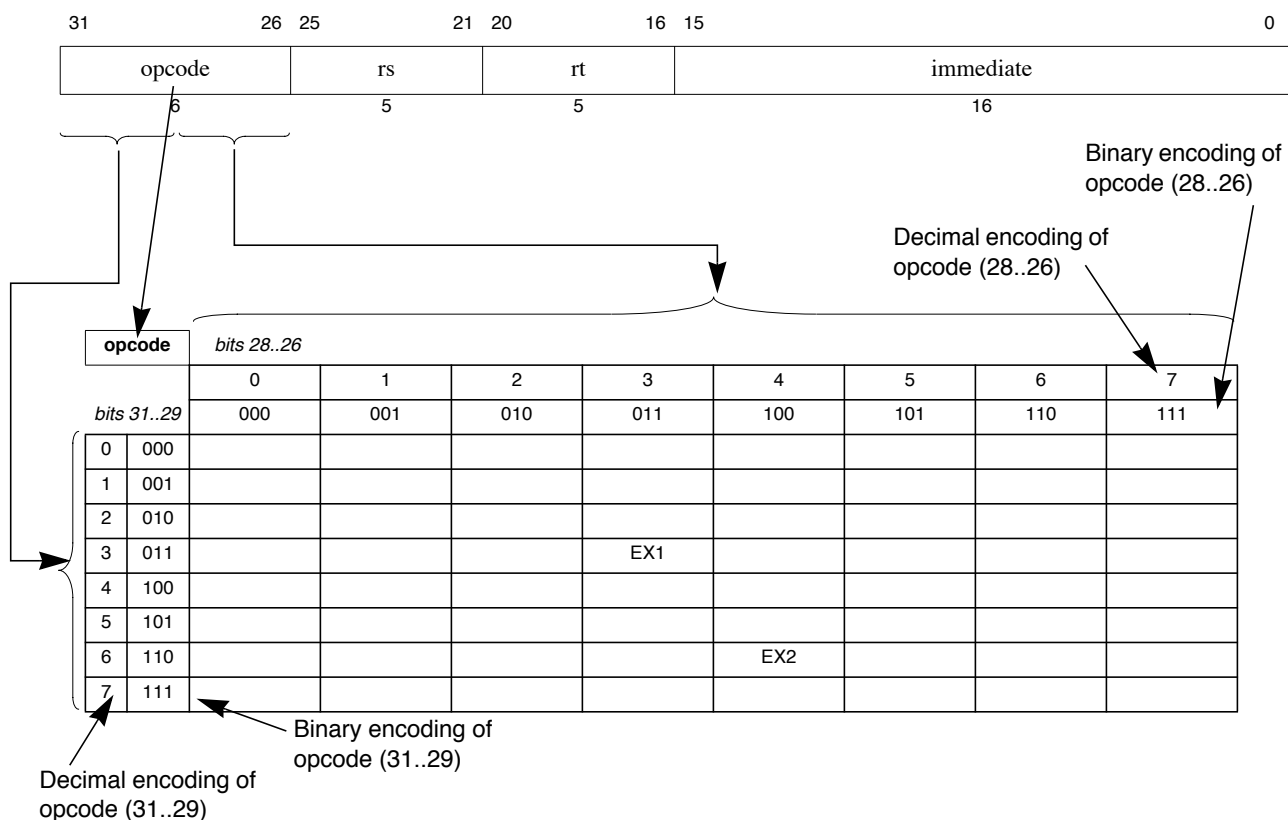 31 26 25 21 20 16 15 0
opcode rs rt immediate
6 5 5 16
Binary encoding of
opcode (28..26)
Decimal encoding of
opcode (28..26)
opcode bits 28..26
0 1 2 3 4 5 6 7
bits 31..29 000 001 010 011 100 101 110 111
0 000
1 001
2 010
3 011 EX1
4 100
5 101
6 110 EX2
7 111
Binary encoding of
opcode (31..29)
Decimal encoding of
opcode (31..29)